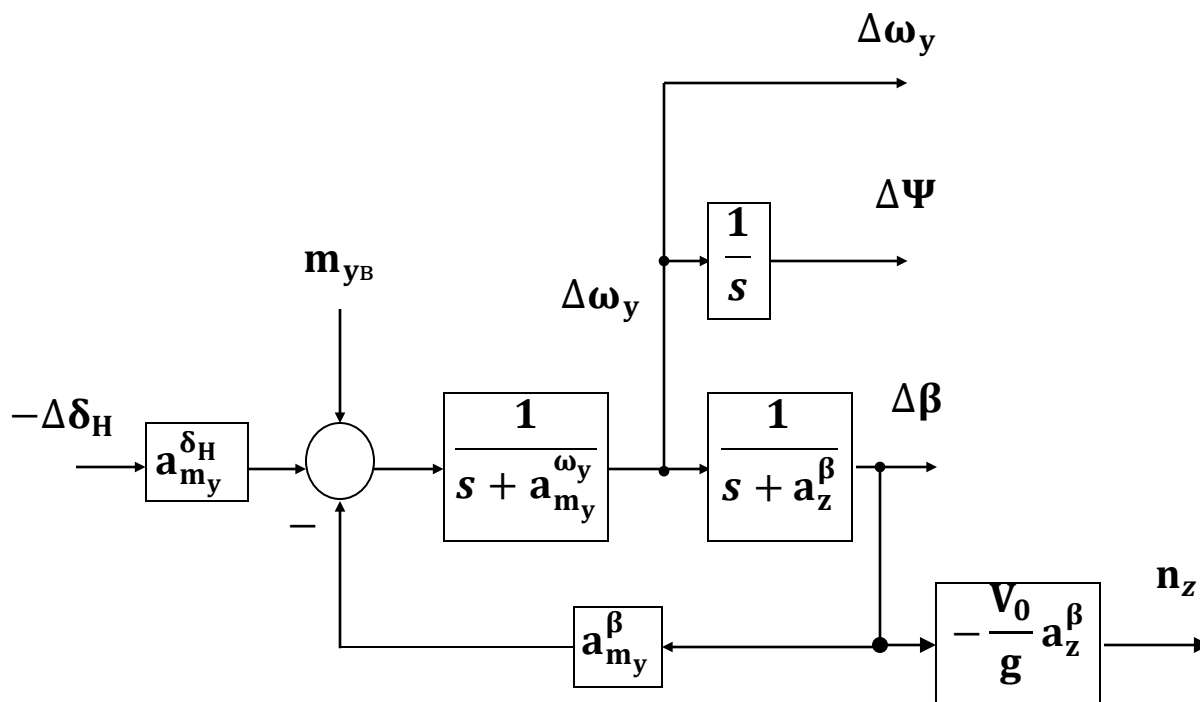 Δω_y
ΔΨ
1
s
m_yв
Δω_y
−Δδ_H
a_{m_y}^{δ_H}
−
1
s + a_{m_y}^{ω_y}
1
s + a_z^β
Δβ
a_{m_y}^β
− V_0
g
a_z^β
n_z